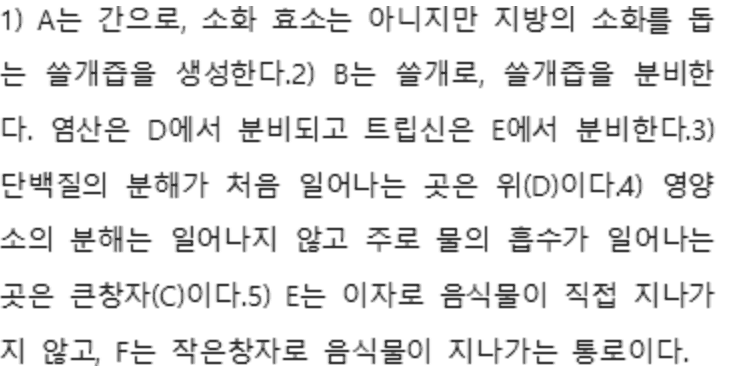 1) A는 간으로, 소화 효소는 아니지만 지방의 소화를 돕
는 쓸개즙을 생성한다.2) B는 쓸개로, 쓸개즙을 분비한
다. 염산은 D에서 분비되고 트립신은 E에서 분비한다.3)
단백질의 분해가 처음 일어나는 곳은 위(D)이다.4) 영양
소의 분해는 일어나지 않고 주로 물의 흡수가 일어나는
곳은 큰창자(C)이다.5) E는 이자로 음식물이 직접 지나가
지 않고, F는 작은창자로 음식물이 지나가는 통로이다.